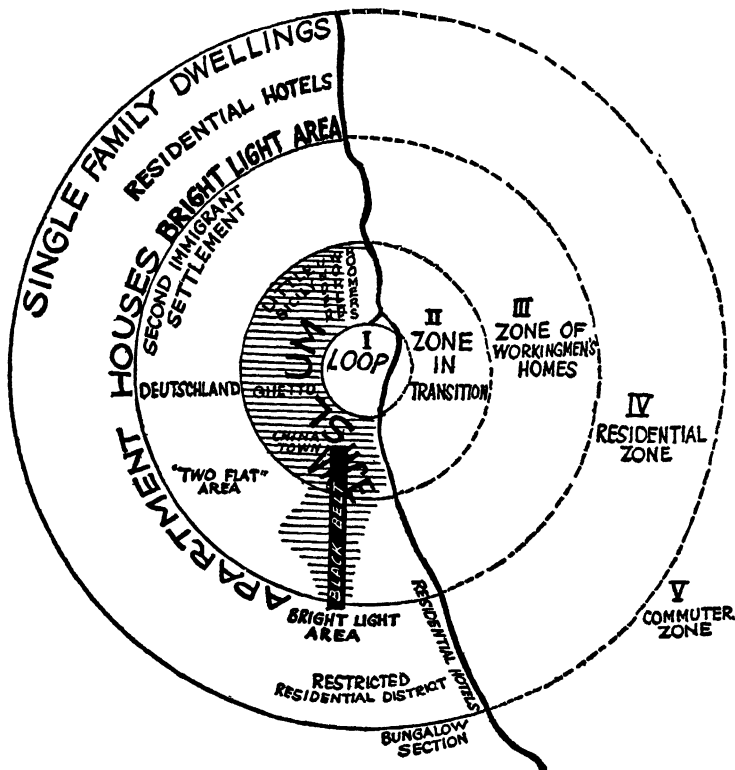 SINGLE FAMILY DWELLINGS
RESIDENTIAL HOTELS
BRIGHT LIGHT AREA
SECOND IMMIGRANT
SETTLEMENT
APARTMENT HOUSES
ROOMERS
I
LOOP
II
ZONE
IN
TRANSITION
III
ZONE OF
WORKINGMEN'S
HOMES
IV
RESIDENTIAL
ZONE
V
COMMUTER
ZONE
DEUTSCHLAND
GHETTO
SLUM
CHINA
TOWN
VICE
"TWO FLAT"
AREA
BLACK BELT
BRIGHT LIGHT
AREA
RESIDENTIAL HOTELS
RESTRICTED
RESIDENTIAL DISTRICT
BUNGALOW
SECTION